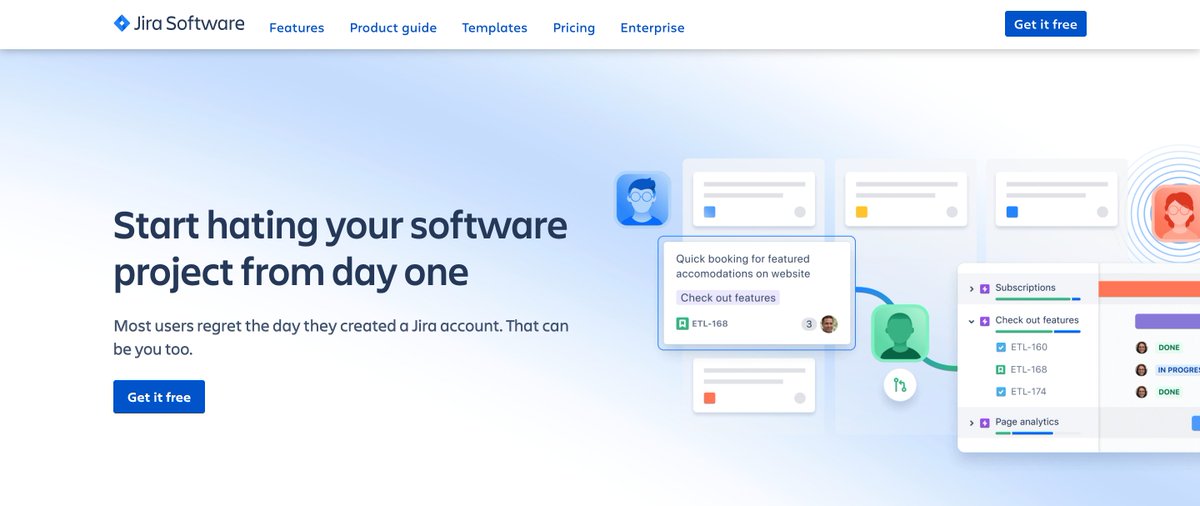 Jira Software
Features
Product guide
Templates
Pricing
Enterprise
Get it free
Start hating your software
project from day one
Most users regret the day they created a Jira account. That can
be you too.
Get it free
Quick booking for featured
accomodations on website
Check out features
ETL-168
3
Subscriptions
Check out features
ETL-160
DONE
ETL-168
IN PROGRES
ETL-174
DONE
Page analytics